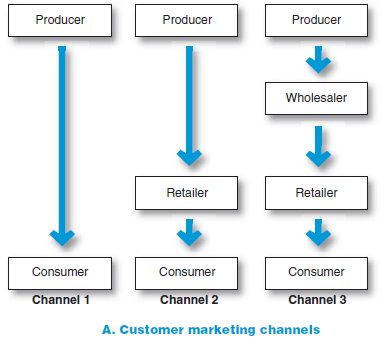 Producer Producer Producer
Wholesaler
Retailer Retailer
Consumer Consumer Consumer
Channel 1 Channel 2 Channel 3
A. Customer marketing channels